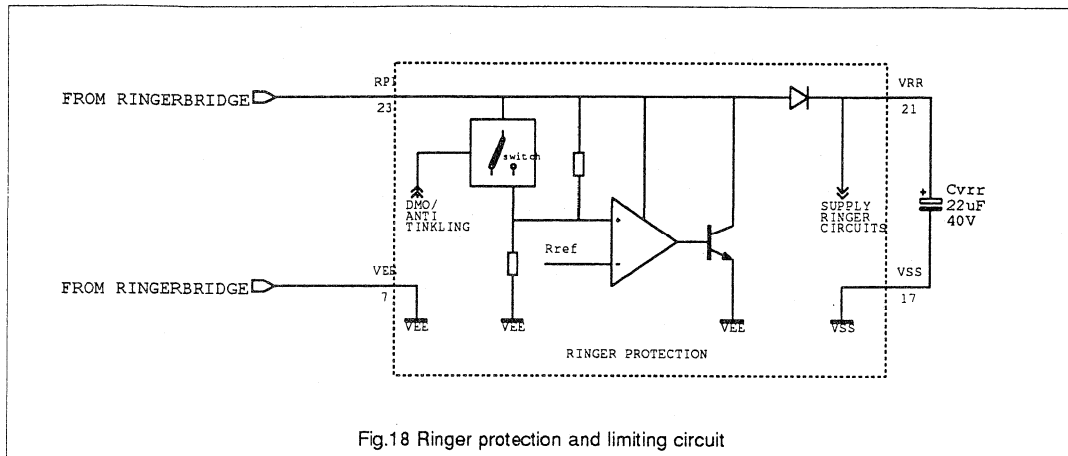 RPI
VRR
FROM RINGERBRIDGE
23
21
switch
DMO/
ANTI
TINKLING
SUPPLY
RINGER
CIRCUITS
+
Cvrr
22uF
40V
+
Rref
-
VEE
VSS
FROM RINGERBRIDGE
7
17
VEE
VEE
VEE
VSS
RINGER PROTECTION
Fig.18 Ringer protection and limiting circuit